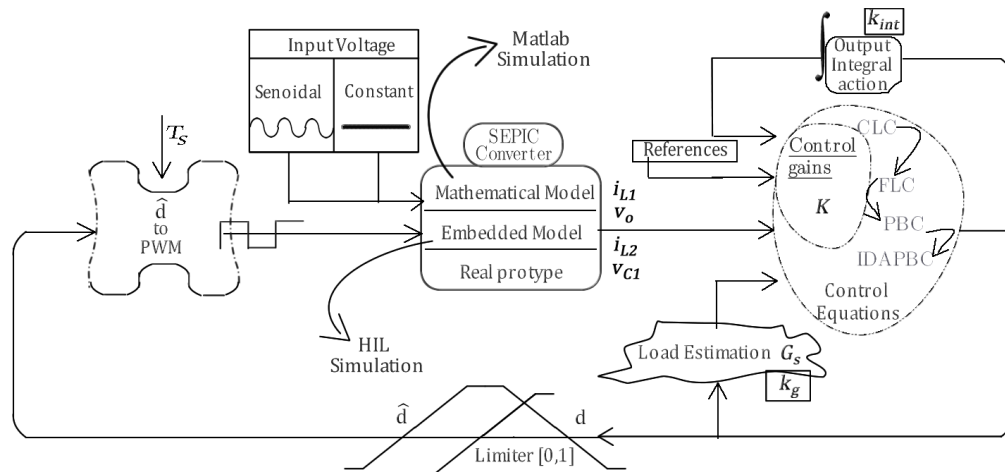 Input Voltage
Senoidal
Constant
Matlab
Simulation
k_int
Output
Integral
action
T_S
d̂
to
PWM
SEPIC
Converter
Mathematical Model
Embedded Model
Real protype
i_L1
v_o
i_L2
v_C1
References
Control
gains
K
CLC
FLC
PBC
IDAPBC
Control
Equations
HIL
Simulation
Load Estimation G_s
k_g
d̂
d
Limiter [0,1]